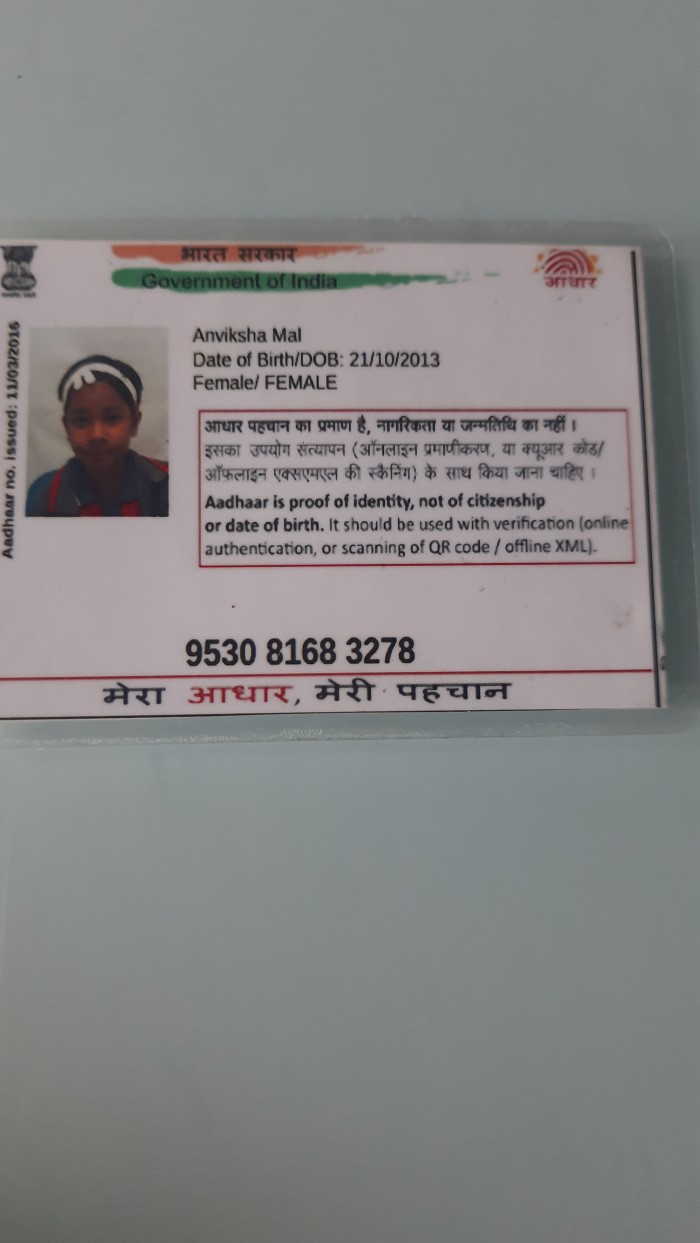 भारत सरकार
Government of India
आधार
Aadhaar no. issued: 11/03/2016
Anviksha Mal
Date of Birth/DOB: 21/10/2013
Female/ FEMALE
आधार पहचान का प्रमाण है, नागरिकता या जन्मतिथि का नहीं ।
इसका उपयोग सत्यापन (ऑनलाइन प्रमाणीकरण, या क्यूआर कोड/
ऑफलाइन एक्सएमएल की स्कैनिंग) के साथ किया जाना चाहिए ।
Aadhaar is proof of identity, not of citizenship
or date of birth. It should be used with verification (online
authentication, or scanning of QR code / offline XML).
9530 8168 3278
मेरा आधार, मेरी पहचान